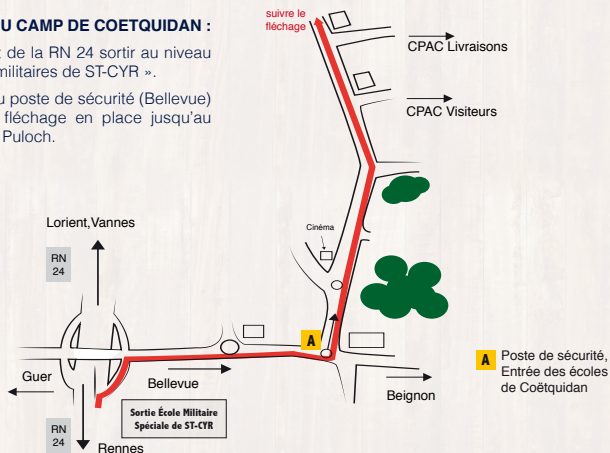 U CAMP DE COETQUIDAN :
de la RN 24 sortir au niveau
militaires de ST-CYR ».
u poste de sécurité (Bellevue)
fléchage en place jusqu'au
Puloch.
suivre le
fléchage
CPAC Livraisons
CPAC Visiteurs
Lorient,Vannes
Cinéma
RN
24
A
A Poste de sécurité,
Entrée des écoles
de Coëtquidan
Guer
Bellevue
Beignon
Sortie École Militaire
Spéciale de ST-CYR
RN
24
Rennes